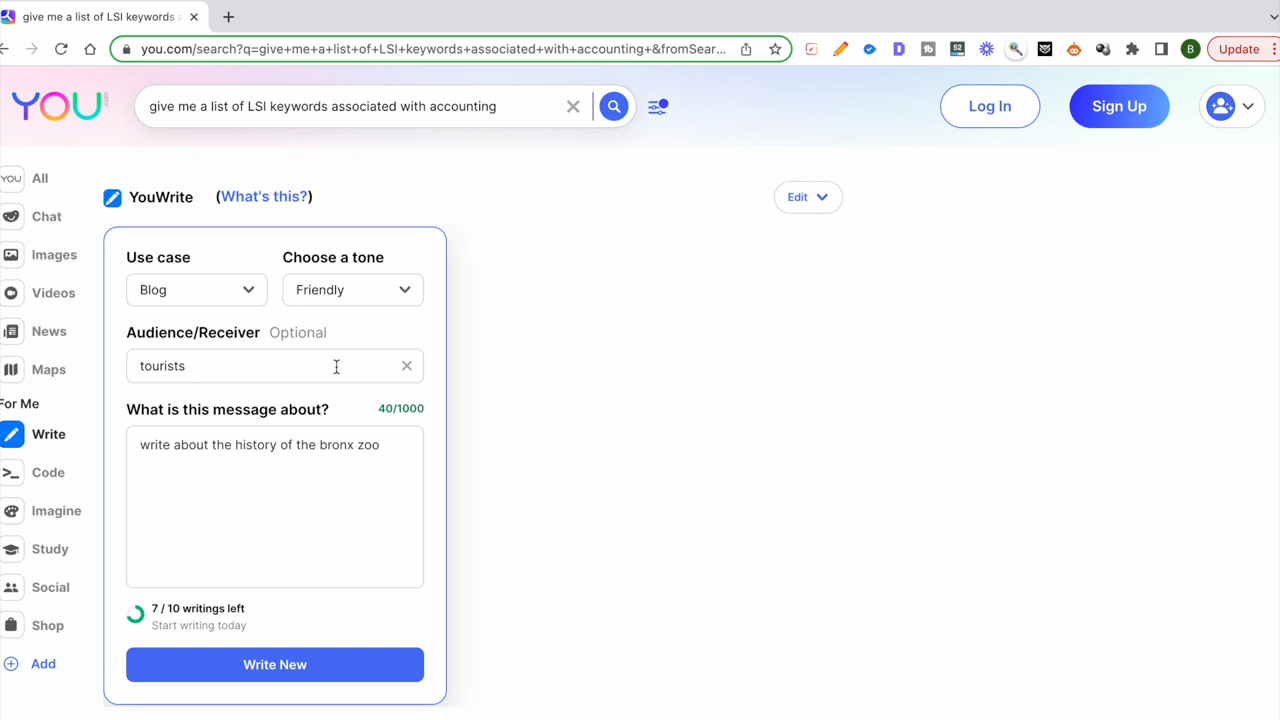 give me a list of LSI keywords a
you.com/search?q=give+me+a+list+of+LSI+keywords+associated+with+accounting+&fromSear...
52
B
Update
YOU
.com
give me a list of LSI keywords associated with accounting
Log In
Sign Up
YOU
All
Chat
Images
Videos
News
Maps
For Me
Write
Code
Imagine
Study
Social
Shop
Add
YouWrite (What's this?)
Edit
Use case
Choose a tone
Blog
Friendly
Audience/Receiver Optional
tourists
What is this message about? 40/1000
write about the history of the bronx zoo
7 / 10 writings left
Start writing today
Write New